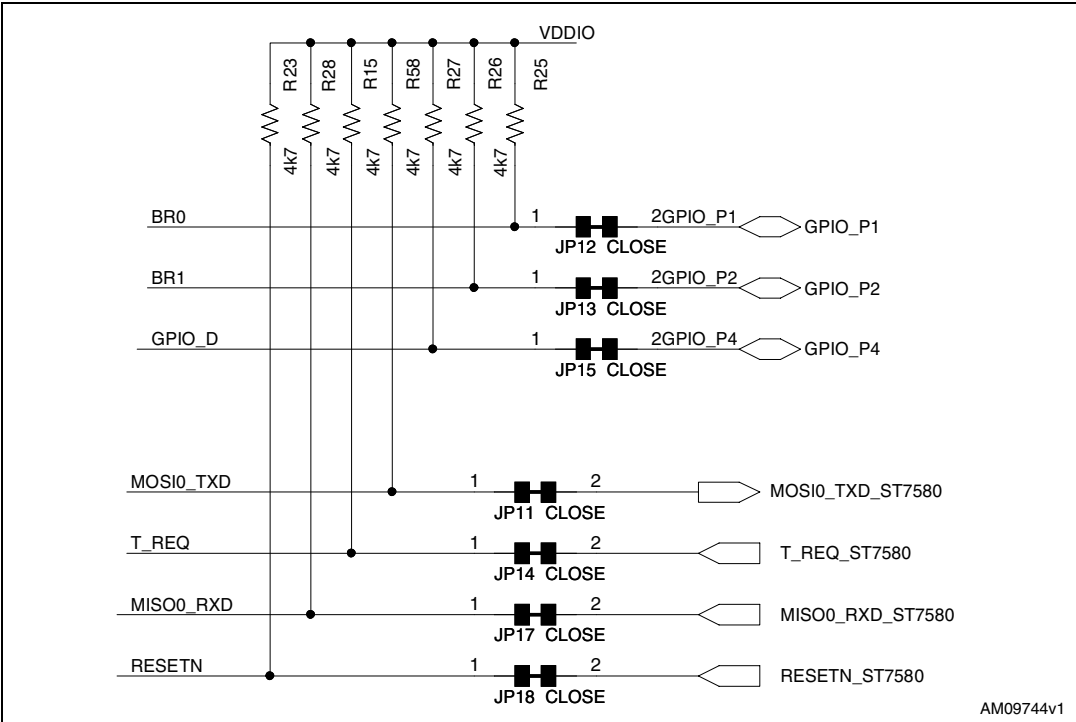 VDDIO
R23
R28
R15
R58
R27
R26
R25
4k7
4k7
4k7
4k7
4k7
4k7
4k7
BR0
1
2GPIO_P1
GPIO_P1
JP12 CLOSE
BR1
1
2GPIO_P2
GPIO_P2
JP13 CLOSE
GPIO_D
1
2GPIO_P4
GPIO_P4
JP15 CLOSE
MOSI0_TXD
1
2
MOSI0_TXD_ST7580
JP11 CLOSE
T_REQ
1
2
T_REQ_ST7580
JP14 CLOSE
MISO0_RXD
1
2
MISO0_RXD_ST7580
JP17 CLOSE
RESETN
1
2
RESETN_ST7580
JP18 CLOSE
AM09744v1